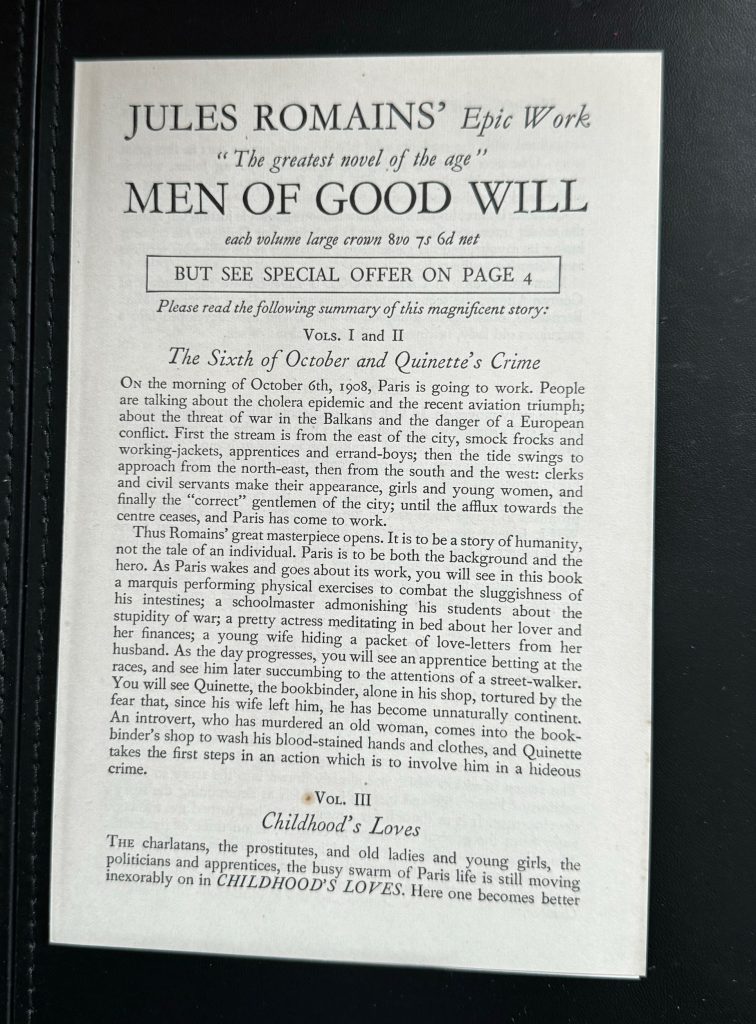 JULES ROMAINS' Epic Work
"The greatest novel of the age"
MEN OF GOOD WILL
each volume large crown 8vo 7s 6d net
BUT SEE SPECIAL OFFER ON PAGE 4
Please read the following summary of this magnificent story:
VOLS. I and II
The Sixth of October and Quinette's Crime
ON the morning of October 6th, 1908, Paris is going to work. People
are talking about the cholera epidemic and the recent aviation triumph;
about the threat of war in the Balkans and the danger of a European
conflict. First the stream is from the east of the city, smock frocks and
working-jackets, apprentices and errand-boys; then the tide swings to
approach from the north-east, then from the south and the west: clerks
and civil servants make their appearance, girls and young women, and
finally the "correct" gentlemen of the city; until the afflux towards the
centre ceases, and Paris has come to work.
Thus Romains' great masterpiece opens. It is to be a story of humanity,
not the tale of an individual. Paris is to be both the background and the
hero. As Paris wakes and goes about its work, you will see in this book
a marquis performing physical exercises to combat the sluggishness of
his intestines; a schoolmaster admonishing his students about the
stupidity of war; a pretty actress meditating in bed about her lover and
her finances; a young wife hiding a packet of love-letters from her
husband. As the day progresses, you will see an apprentice betting at the
races, and see him later succumbing to the attentions of a street-walker.
You will see Quinette, the bookbinder, alone in his shop, tortured by the
fear that, since his wife left him, he has become unnaturally continent.
An introvert, who has murdered an old woman, comes into the book-
binder's shop to wash his blood-stained hands and clothes, and Quinette
takes the first steps in an action which is to involve him in a hideous
crime.
VOL. III
Childhood's Loves
THE charlatans, the prostitutes, and old ladies and young girls, the
politicians and apprentices, the busy swarm of Paris life is still moving
inexorably on in CHILDHOOD'S LOVES. Here one becomes better